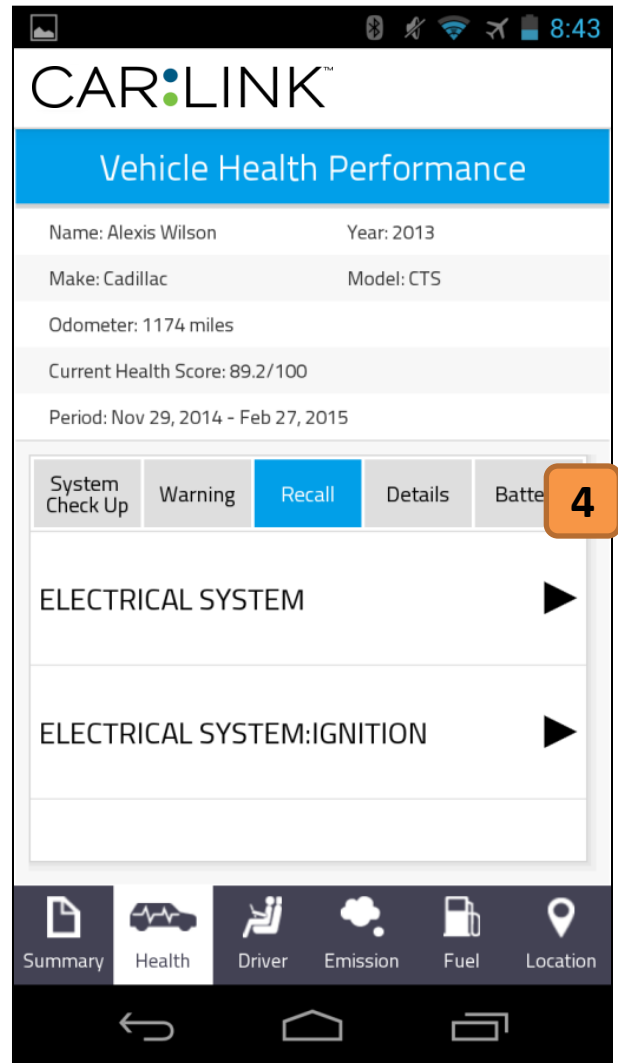 8:43
CAR:LINK™
Vehicle Health Performance
Name: Alexis Wilson Year: 2013
Make: Cadillac Model: CTS
Odometer: 1174 miles
Current Health Score: 89.2/100
Period: Nov 29, 2014 - Feb 27, 2015
System
Check Up Warning Recall Details Batte 4
ELECTRICAL SYSTEM
ELECTRICAL SYSTEM:IGNITION
Summary Health Driver Emission Fuel Location